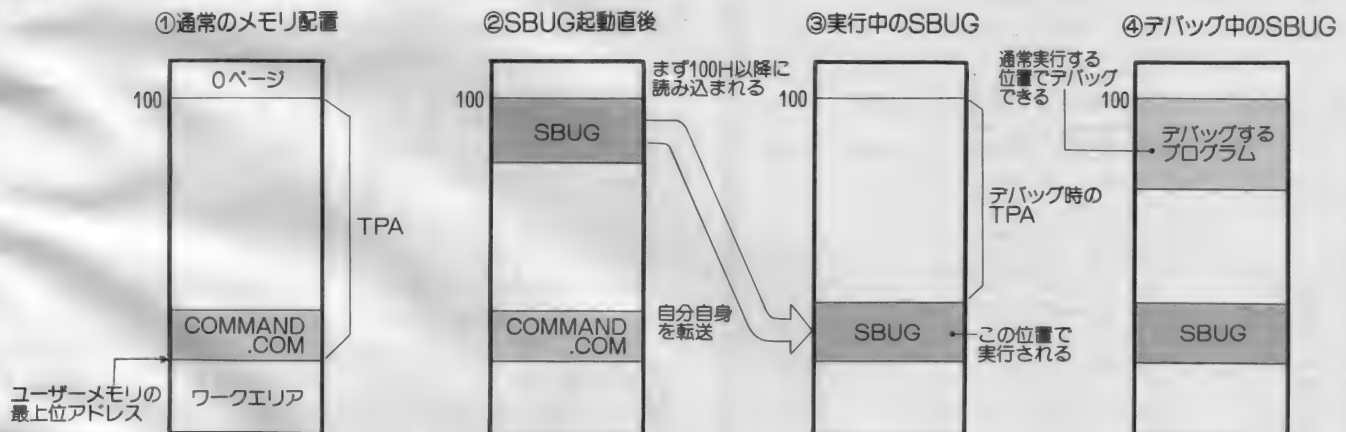 ①通常のメモリ配置
0ページ
100
TPA
COMMAND
.COM
ユーザーメモリの
最上位アドレス
ワークエリア
②SBUG起動直後
100
まず100H以降に
読み込まれる
SBUG
COMMAND
.COM
自分自身
を転送
③実行中のSBUG
100
デバッグ時の
TPA
SBUG
この位置で
実行される
④デバッグ中のSBUG
通常実行する
位置でデバッグ
できる
100
デバッグする
プログラム
SBUG